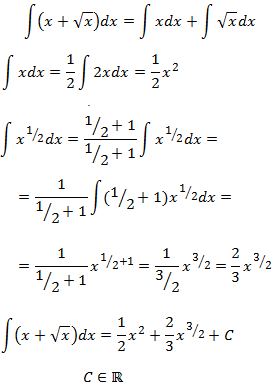 ∫(x + √x)dx = ∫ xdx + ∫ √xdx
∫ xdx = 1/2 ∫ 2xdx = 1/2 x²
∫ x^(1/2) dx = (1/2 + 1)/(1/2 + 1) ∫ x^(1/2) dx =
= 1/(1/2 + 1) ∫(1/2 + 1)x^(1/2) dx =
= 1/(1/2 + 1) x^(1/2+1) = 1/(3/2) x^(3/2) = 2/3 x^(3/2)
∫(x + √x)dx = 1/2 x² + 2/3 x^(3/2) + C
C ∈ ℝ